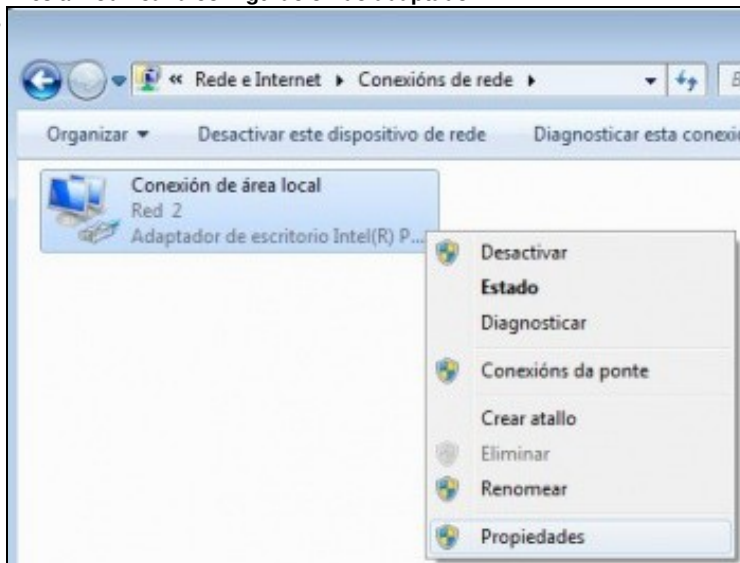 « Rede e Internet ▸ Conexións de rede ▸
Organizar Desactivar este dispositivo de rede Diagnosticar esta conexió
Conexión de área local
Red 2
Adaptador de escritorio Intel(R) P...
Desactivar
Estado
Diagnosticar
Conexións da ponte
Crear atallo
Eliminar
Renomear
Propiedades